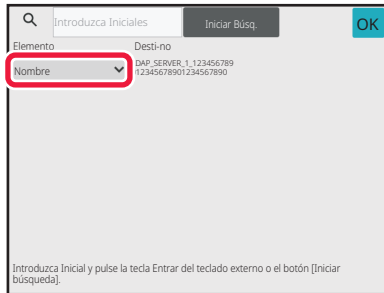 Introduzca Iniciales
Iniciar Búsq.
OK
Elemento
Desti-no
Nombre
DAP_SERVER_1_123456789
01234567890123456７890
Introduzca Inicial y pulse la tecla Entrar del teclado externo o el botón [Iniciar
búsqueda].